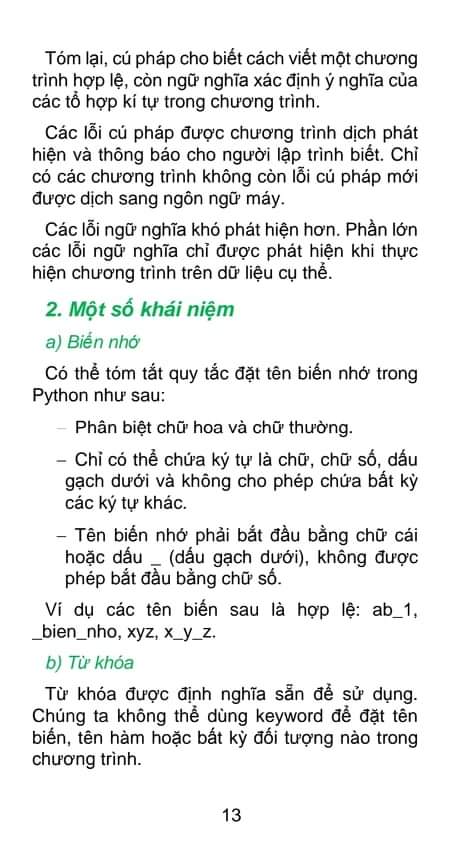 Tóm lại, cú pháp cho biết cách viết một chương
trình hợp lệ, còn ngữ nghĩa xác định ý nghĩa của
các tổ hợp kí tự trong chương trình.
Các lỗi cú pháp được chương trình dịch phát
hiện và thông báo cho người lập trình biết. Chỉ
có các chương trình không còn lỗi cú pháp mới
được dịch sang ngôn ngữ máy.
Các lỗi ngữ nghĩa khó phát hiện hơn. Phần lớn
các lỗi ngữ nghĩa chỉ được phát hiện khi thực
hiện chương trình trên dữ liệu cụ thể.
2. Một số khái niệm
a) Biến nhớ
Có thể tóm tắt quy tắc đặt tên biến nhớ trong
Python như sau:
– Phân biệt chữ hoa và chữ thường.
– Chỉ có thể chứa ký tự là chữ, chữ số, dấu
gạch dưới và không cho phép chứa bất kỳ
các ký tự khác.
– Tên biến nhớ phải bắt đầu bằng chữ cái
hoặc dấu _ (dấu gạch dưới), không được
phép bắt đầu bằng chữ số.
Ví dụ các tên biến sau là hợp lệ: ab_1,
_bien_nho, xyz, x_y_z.
b) Từ khóa
Từ khóa được định nghĩa sẵn để sử dụng.
Chúng ta không thể dùng keyword để đặt tên
biến, tên hàm hoặc bất kỳ đối tượng nào trong
chương trình.
13